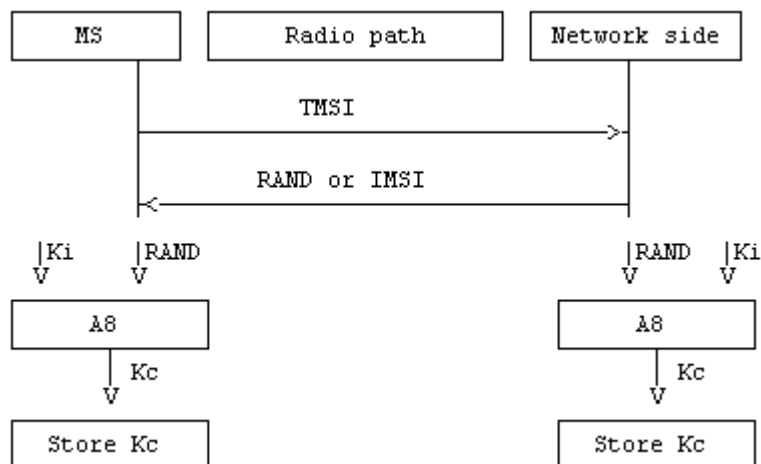 MS Radio path Network side
TMSI
RAND or IMSI
Ki RAND RAND Ki
A8 A8
Kc Kc
Store Kc Store Kc